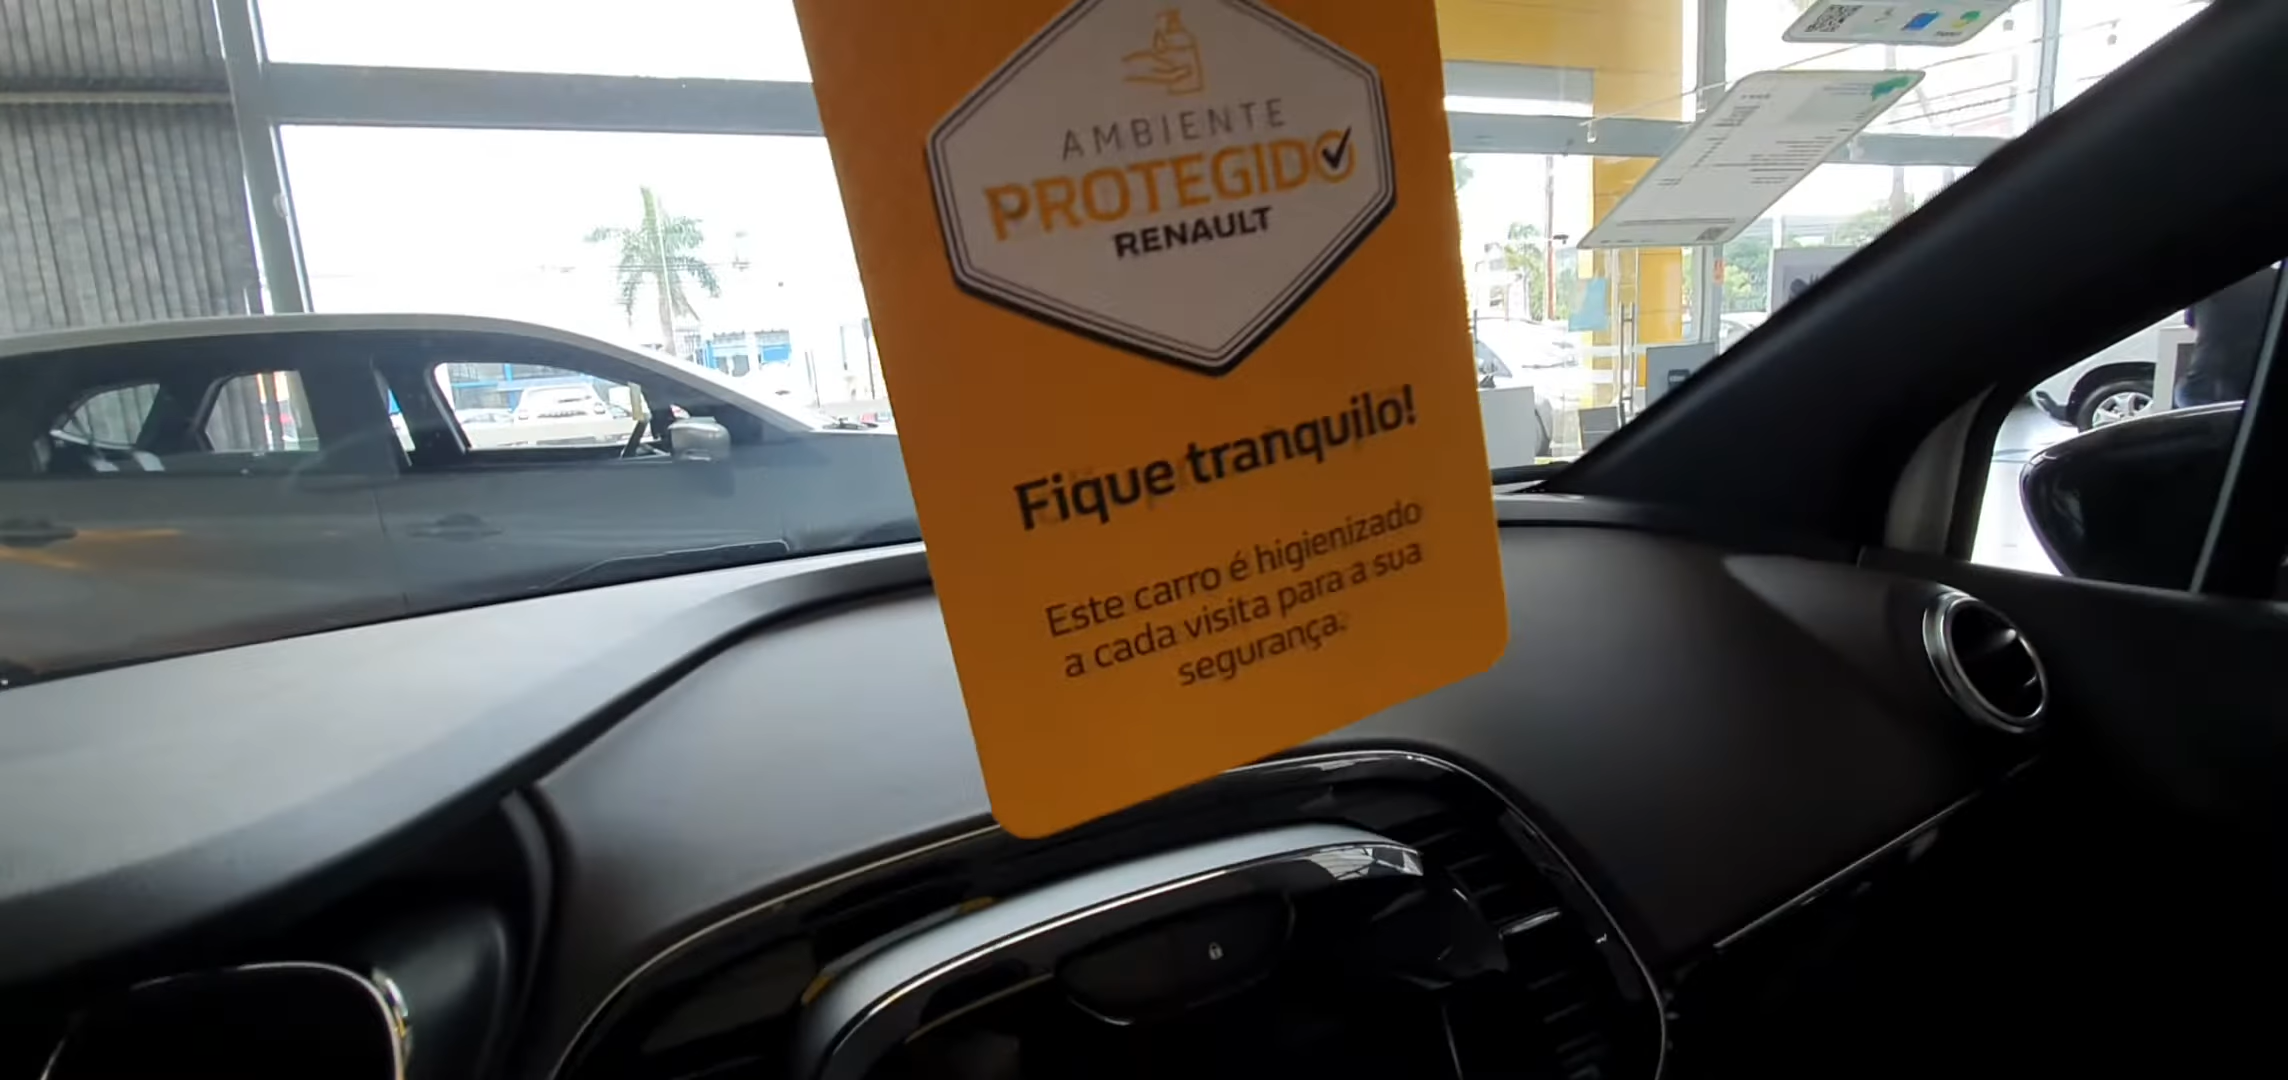 AMBIENTE
PROTEGIDO
RENAULT
Fique tranquilo!
Este carro é higienizado
a cada visita para a sua
segurança.